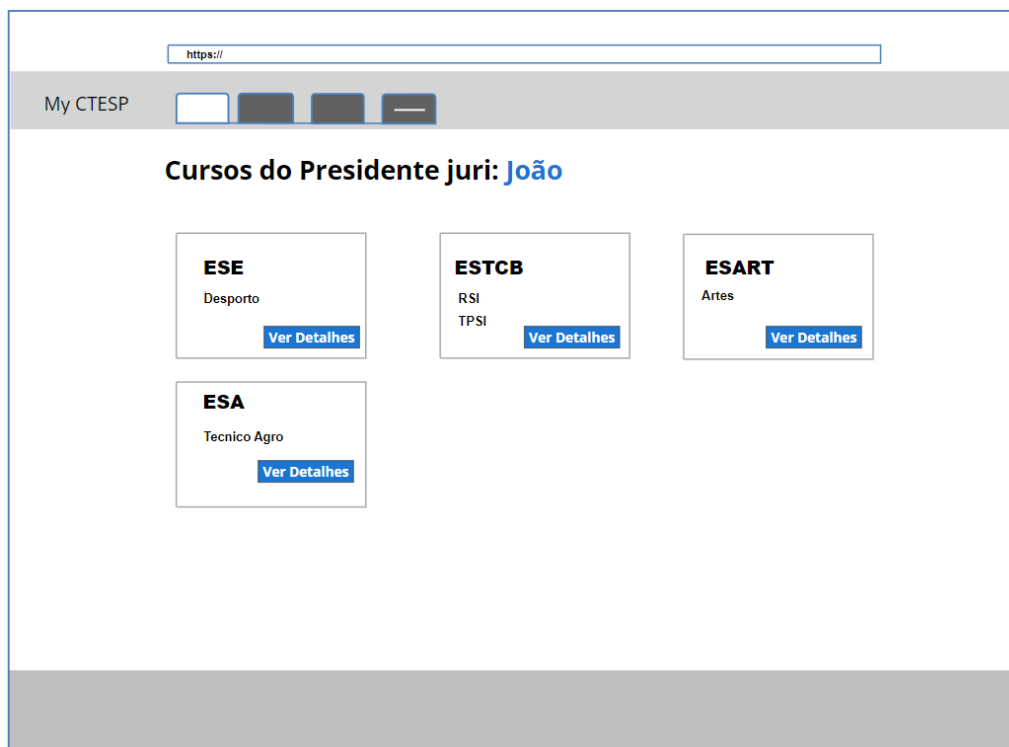 https://
My CTESP
Cursos do Presidente juri: João
ESE
Desporto
Ver Detalhes
ESTCB
RSI
TPSI
Ver Detalhes
ESART
Artes
Ver Detalhes
ESA
Tecnico Agro
Ver Detalhes